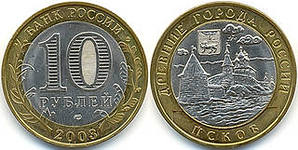 БАНК РОССИИ
10
РУБЛЕЙ
2003
ДРЕВНИЕ ГОРОДА РОССИИ
ПСКОВ